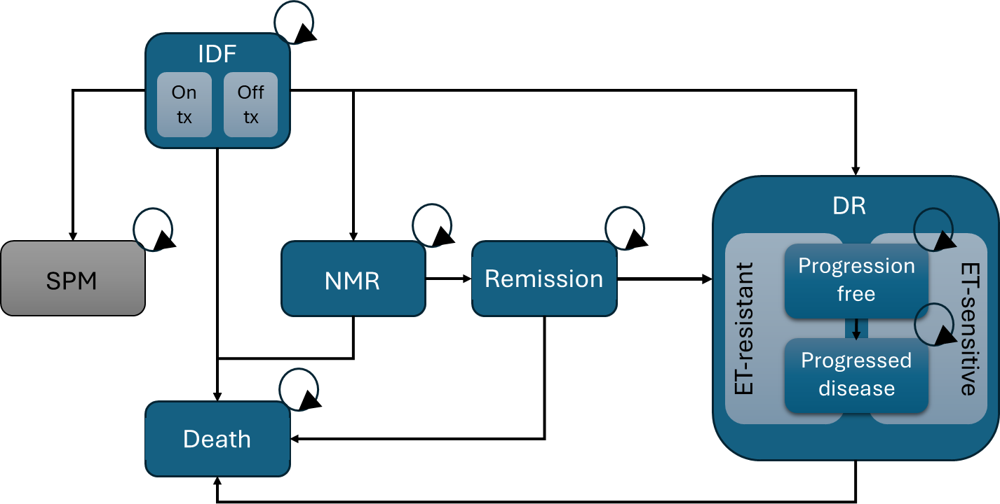 IDF
On
tx
Off
tx
DR
SPM
NMR
Remission
ET-resistant
Progression
free
ET-sensitive
Progressed
disease
Death